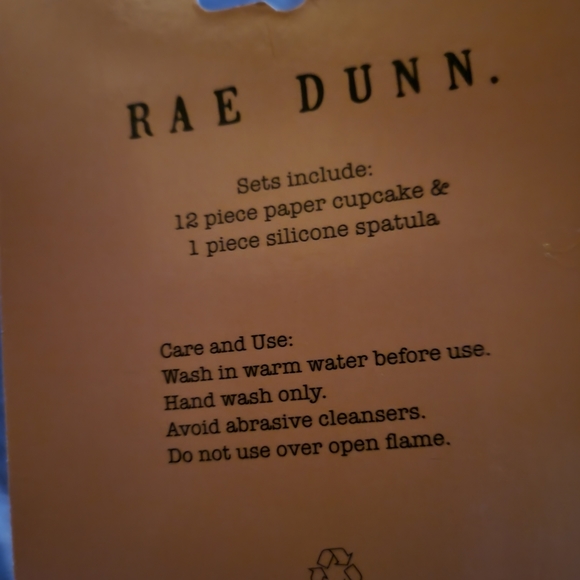 RAE DUNN.
Sets include:
12 piece paper cupcake &
1 piece silicone spatula
Care and Use:
Wash in warm water before use.
Hand wash only.
Avoid abrasive cleansers.
Do not use over open flame.